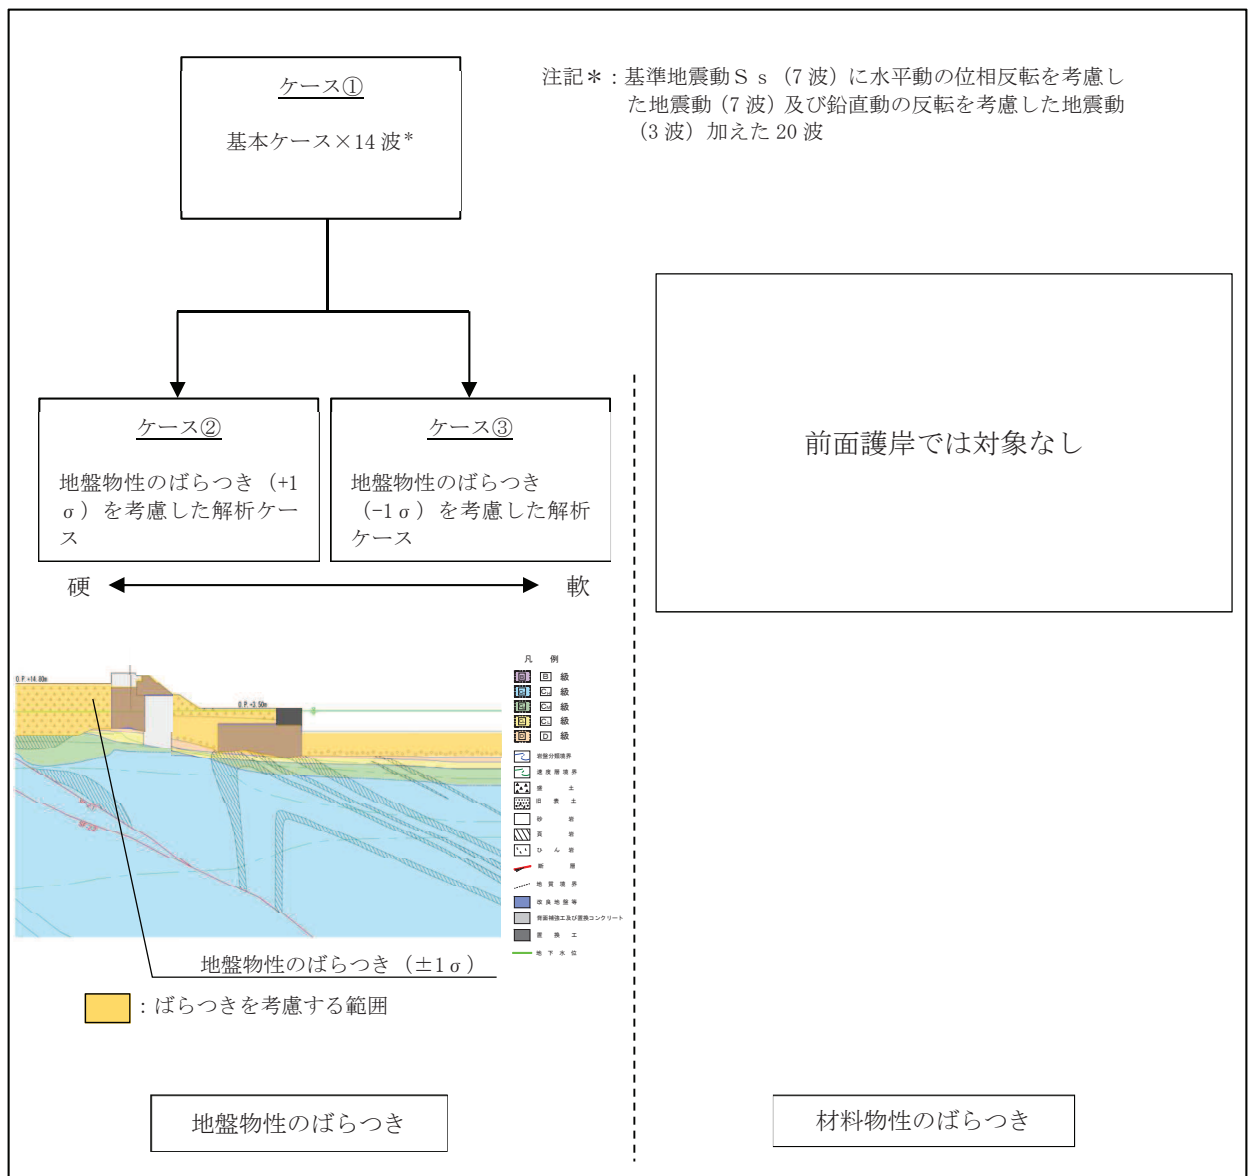 ケース①
基本ケース×14波*
注記*:基準地震動Ss(7波)に水平動の位相反転を考慮し
た地震動(7波)及び鉛直動の反転を考慮した地震動
(3波)加えた20波
ケース②
地盤物性のばらつき(+1
σ)を考慮した解析ケー
ス
ケース③
地盤物性のばらつき
(-1σ)を考慮した解析
ケース
硬
軟
前面護岸では対象なし
O.P.+14.80m
O.P.+3.50m
凡 例
B 級
CH 級
CM 級
CL 級
D 級
岩盤分類境界
速度層境界
盛土
旧表土
砂岩
頁岩
ひん岩
断層
地質境界
改良地盤等
背面補強工及び置換コンクリート
置換工
地下水位
地盤物性のばらつき(±1σ)
:ばらつきを考慮する範囲
地盤物性のばらつき
材料物性のばらつき